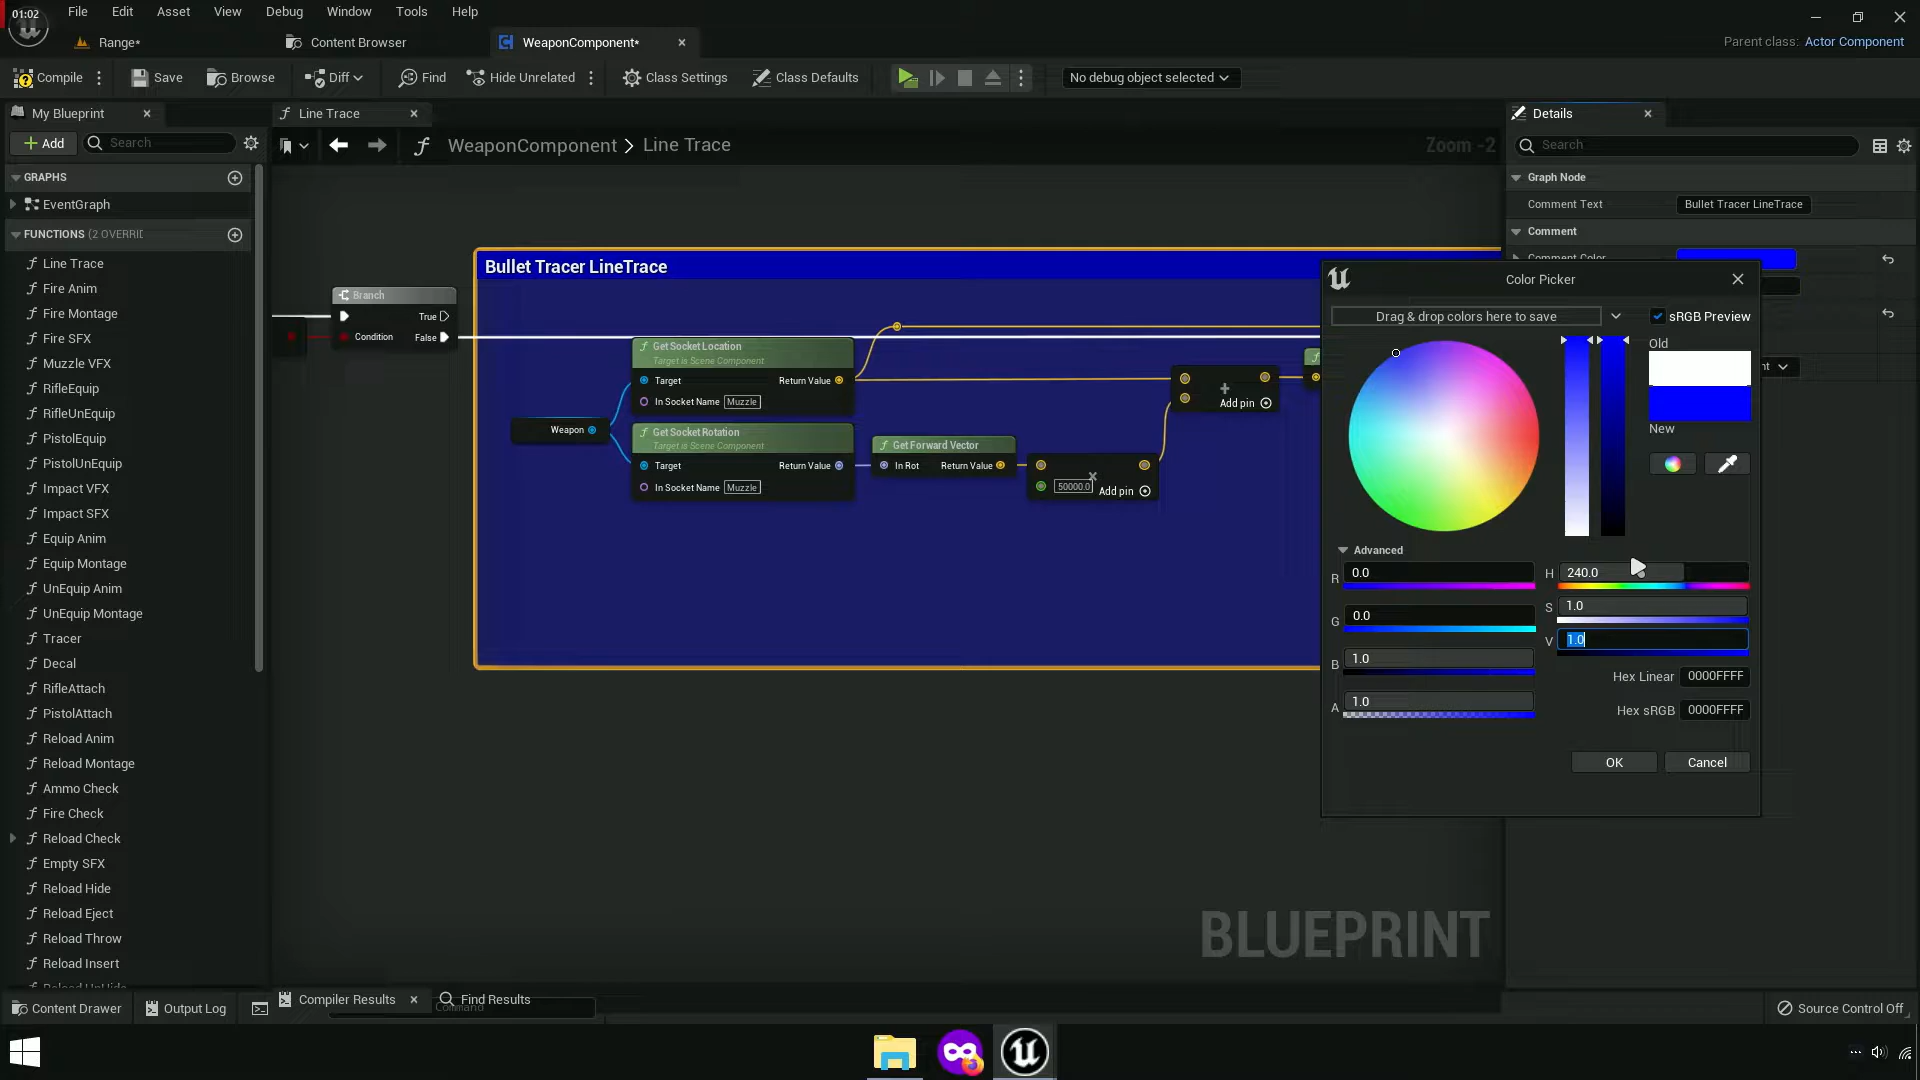 01:02
File Edit Asset View Debug Window Tools Help
Range* Content Browser WeaponComponent*
Parent class: Actor Component
Compile Save Browse Diff Find Hide Unrelated Class Settings Class Defaults No debug object selected
My Blueprint
Line Trace
Details
Add Search
WeaponComponent > Line Trace
Zoom -2
Search
GRAPHS
EventGraph
FUNCTIONS (2 OVERRID
Line Trace
Fire Anim
Fire Montage
Fire SFX
Muzzle VFX
RifleEquip
RifleUnEquip
PistolEquip
PistolUnEquip
Impact VFX
Impact SFX
Equip Anim
Equip Montage
UnEquip Anim
UnEquip Montage
Tracer
Decal
RifleAttach
PistolAttach
Reload Anim
Reload Montage
Ammo Check
Fire Check
Reload Check
Empty SFX
Reload Hide
Reload Eject
Reload Throw
Reload Insert
Reload UnHide
Bullet Tracer LineTrace
Branch
True
Condition False
Get Socket Location
Target is Scene Component
Target Return Value
In Socket Name Muzzle
Weapon
Get Socket Rotation
Target is Scene Component
Target Return Value
In Socket Name Muzzle
Get Forward Vector
In Rot Return Value
50000.0
Add pin
Add pin
BLUEPRINT
Graph Node
Comment Text Bullet Tracer LineTrace
Comment
Comment Color
Color Picker
Drag & drop colors here to save
sRGB Preview
Old
New
Advanced
R 0.0
G 0.0
B 1.0
A 1.0
H 240.0
S 1.0
V 1.0
Hex Linear 0000FFFF
Hex sRGB 0000FFFF
OK Cancel
nt
Content Drawer Output Log Compiler Results Find Results
Command
Source Control Off